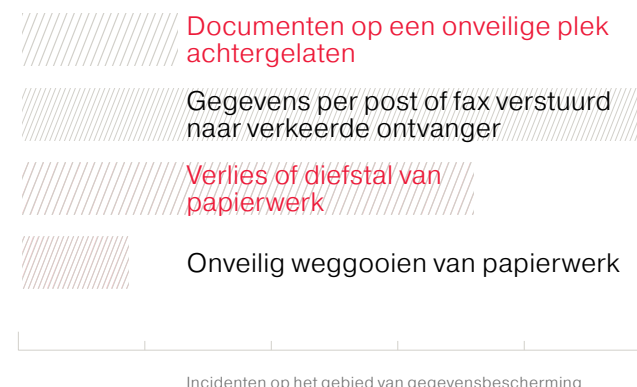 Documenten op een onveilige plek
achtergelaten
Gegevens per post of fax verstuurd
naar verkeerde ontvanger
Verlies of diefstal van
papierwerk
Onveilig weggooien van papierwerk
Incidenten op het gebied van gegevensbescherming